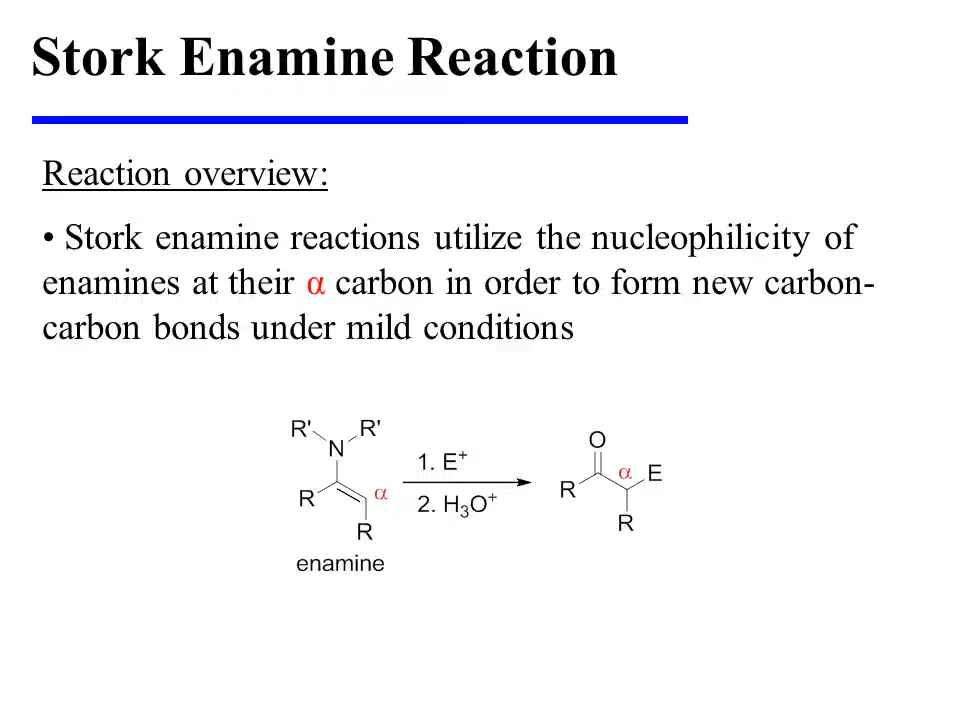 Stork Enamine Reaction
Reaction overview:
• Stork enamine reactions utilize the nucleophilicity of
enamines at their α carbon in order to form new carbon-
carbon bonds under mild conditions
R' R'
N
R α
R
enamine
1. E⁺
2. H₃O⁺
O
R α E
R